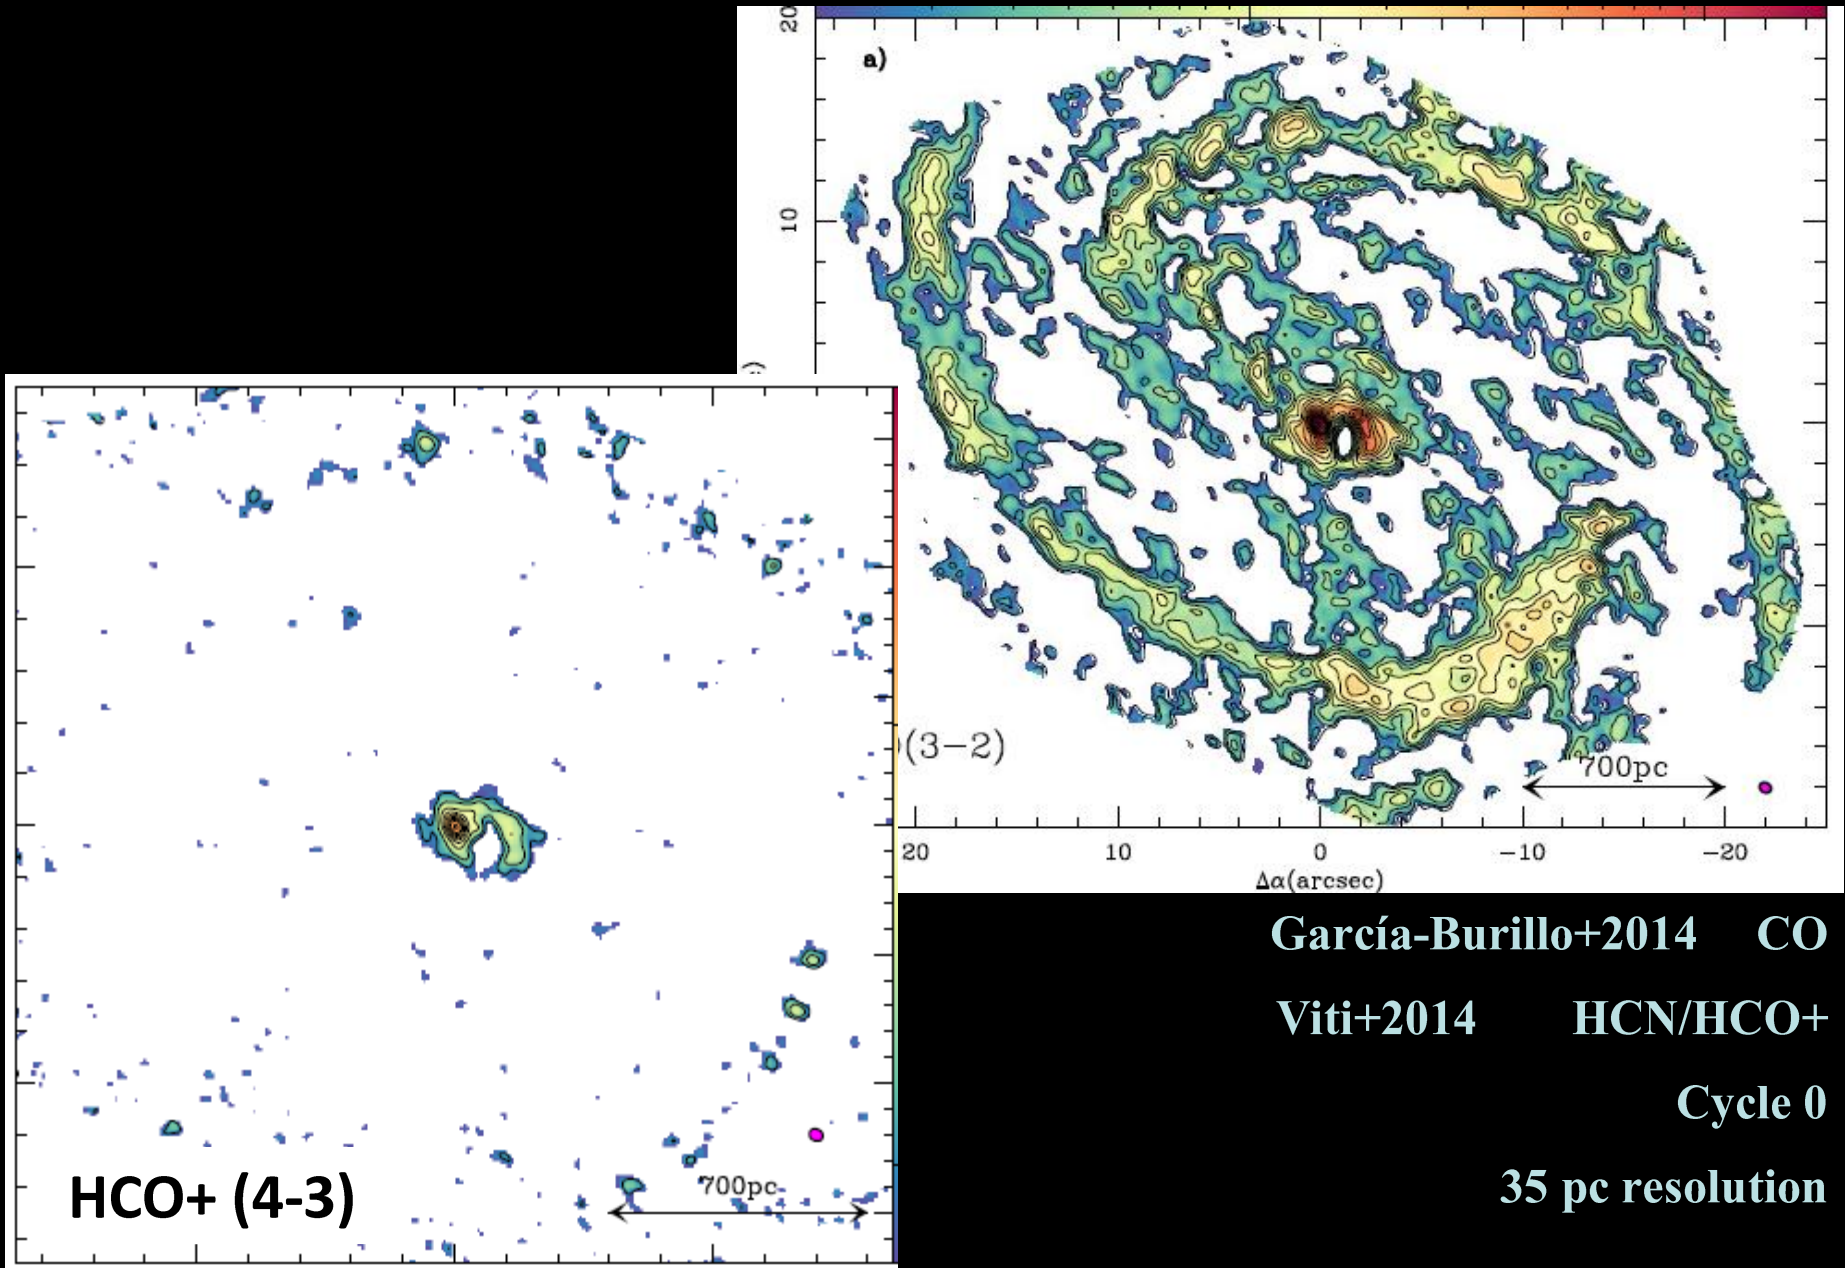 a)
20
10
)(3−2)
700pc
20 10 0 −10 −20
Δα(arcsec)
HCO+ (4-3)
700pc
García-Burillo+2014 CO
Viti+2014 HCN/HCO+
Cycle 0
35 pc resolution